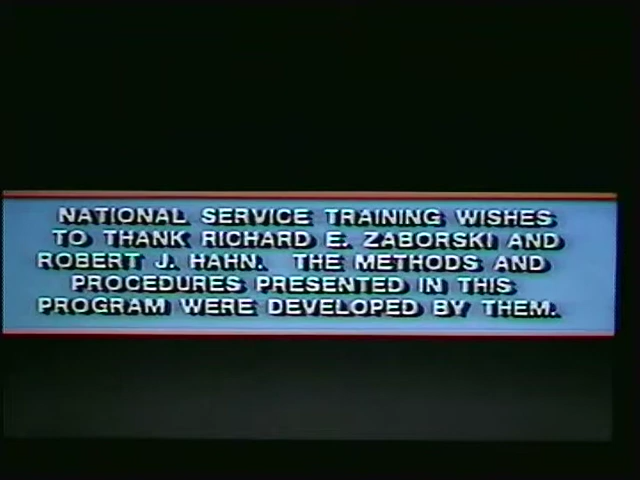 NATIONAL SERVICE TRAINING WISHES
TO THANK RICHARD E. ZABORSKI AND
ROBERT J. HAHN. THE METHODS AND
PROCEDURES PRESENTED IN THIS
PROGRAM WERE DEVELOPED BY THEM.